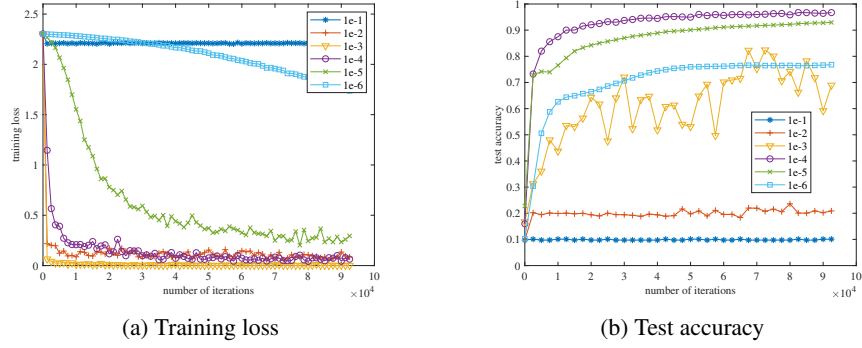 2.5
2
1.5
1
0.5
0
training loss
0 1 2 3 4 5 6 7 8 9 10
number of iterations
×10⁴
1e-1
1e-2
1e-3
1e-4
1e-5
1e-6
(a) Training loss
1
0.9
0.8
0.7
0.6
0.5
0.4
0.3
0.2
0.1
0
test accuracy
0 1 2 3 4 5 6 7 8 9 10
number of iterations
×10⁴
1e-1
1e-2
1e-3
1e-4
1e-5
1e-6
(b) Test accuracy